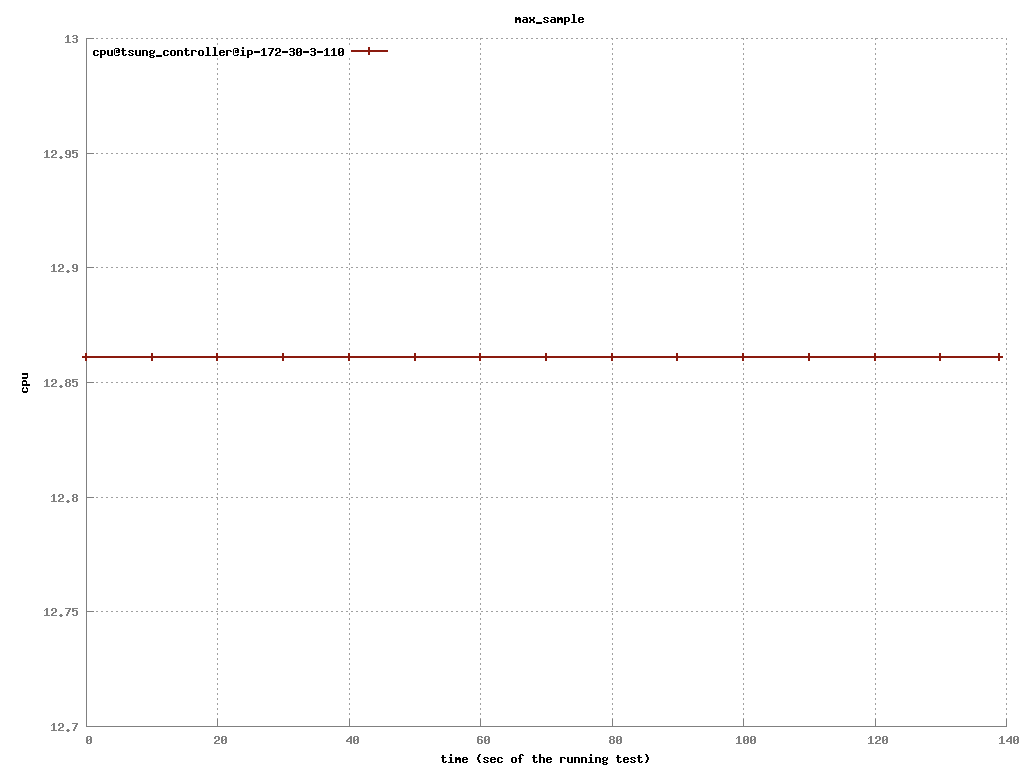 max_sample
cpu@tsung_controller@ip-172-30-3-110
13
12.95
12.9
12.85
12.8
12.75
12.7
cpu
0 20 40 60 80 100 120 140
time (sec of the running test)